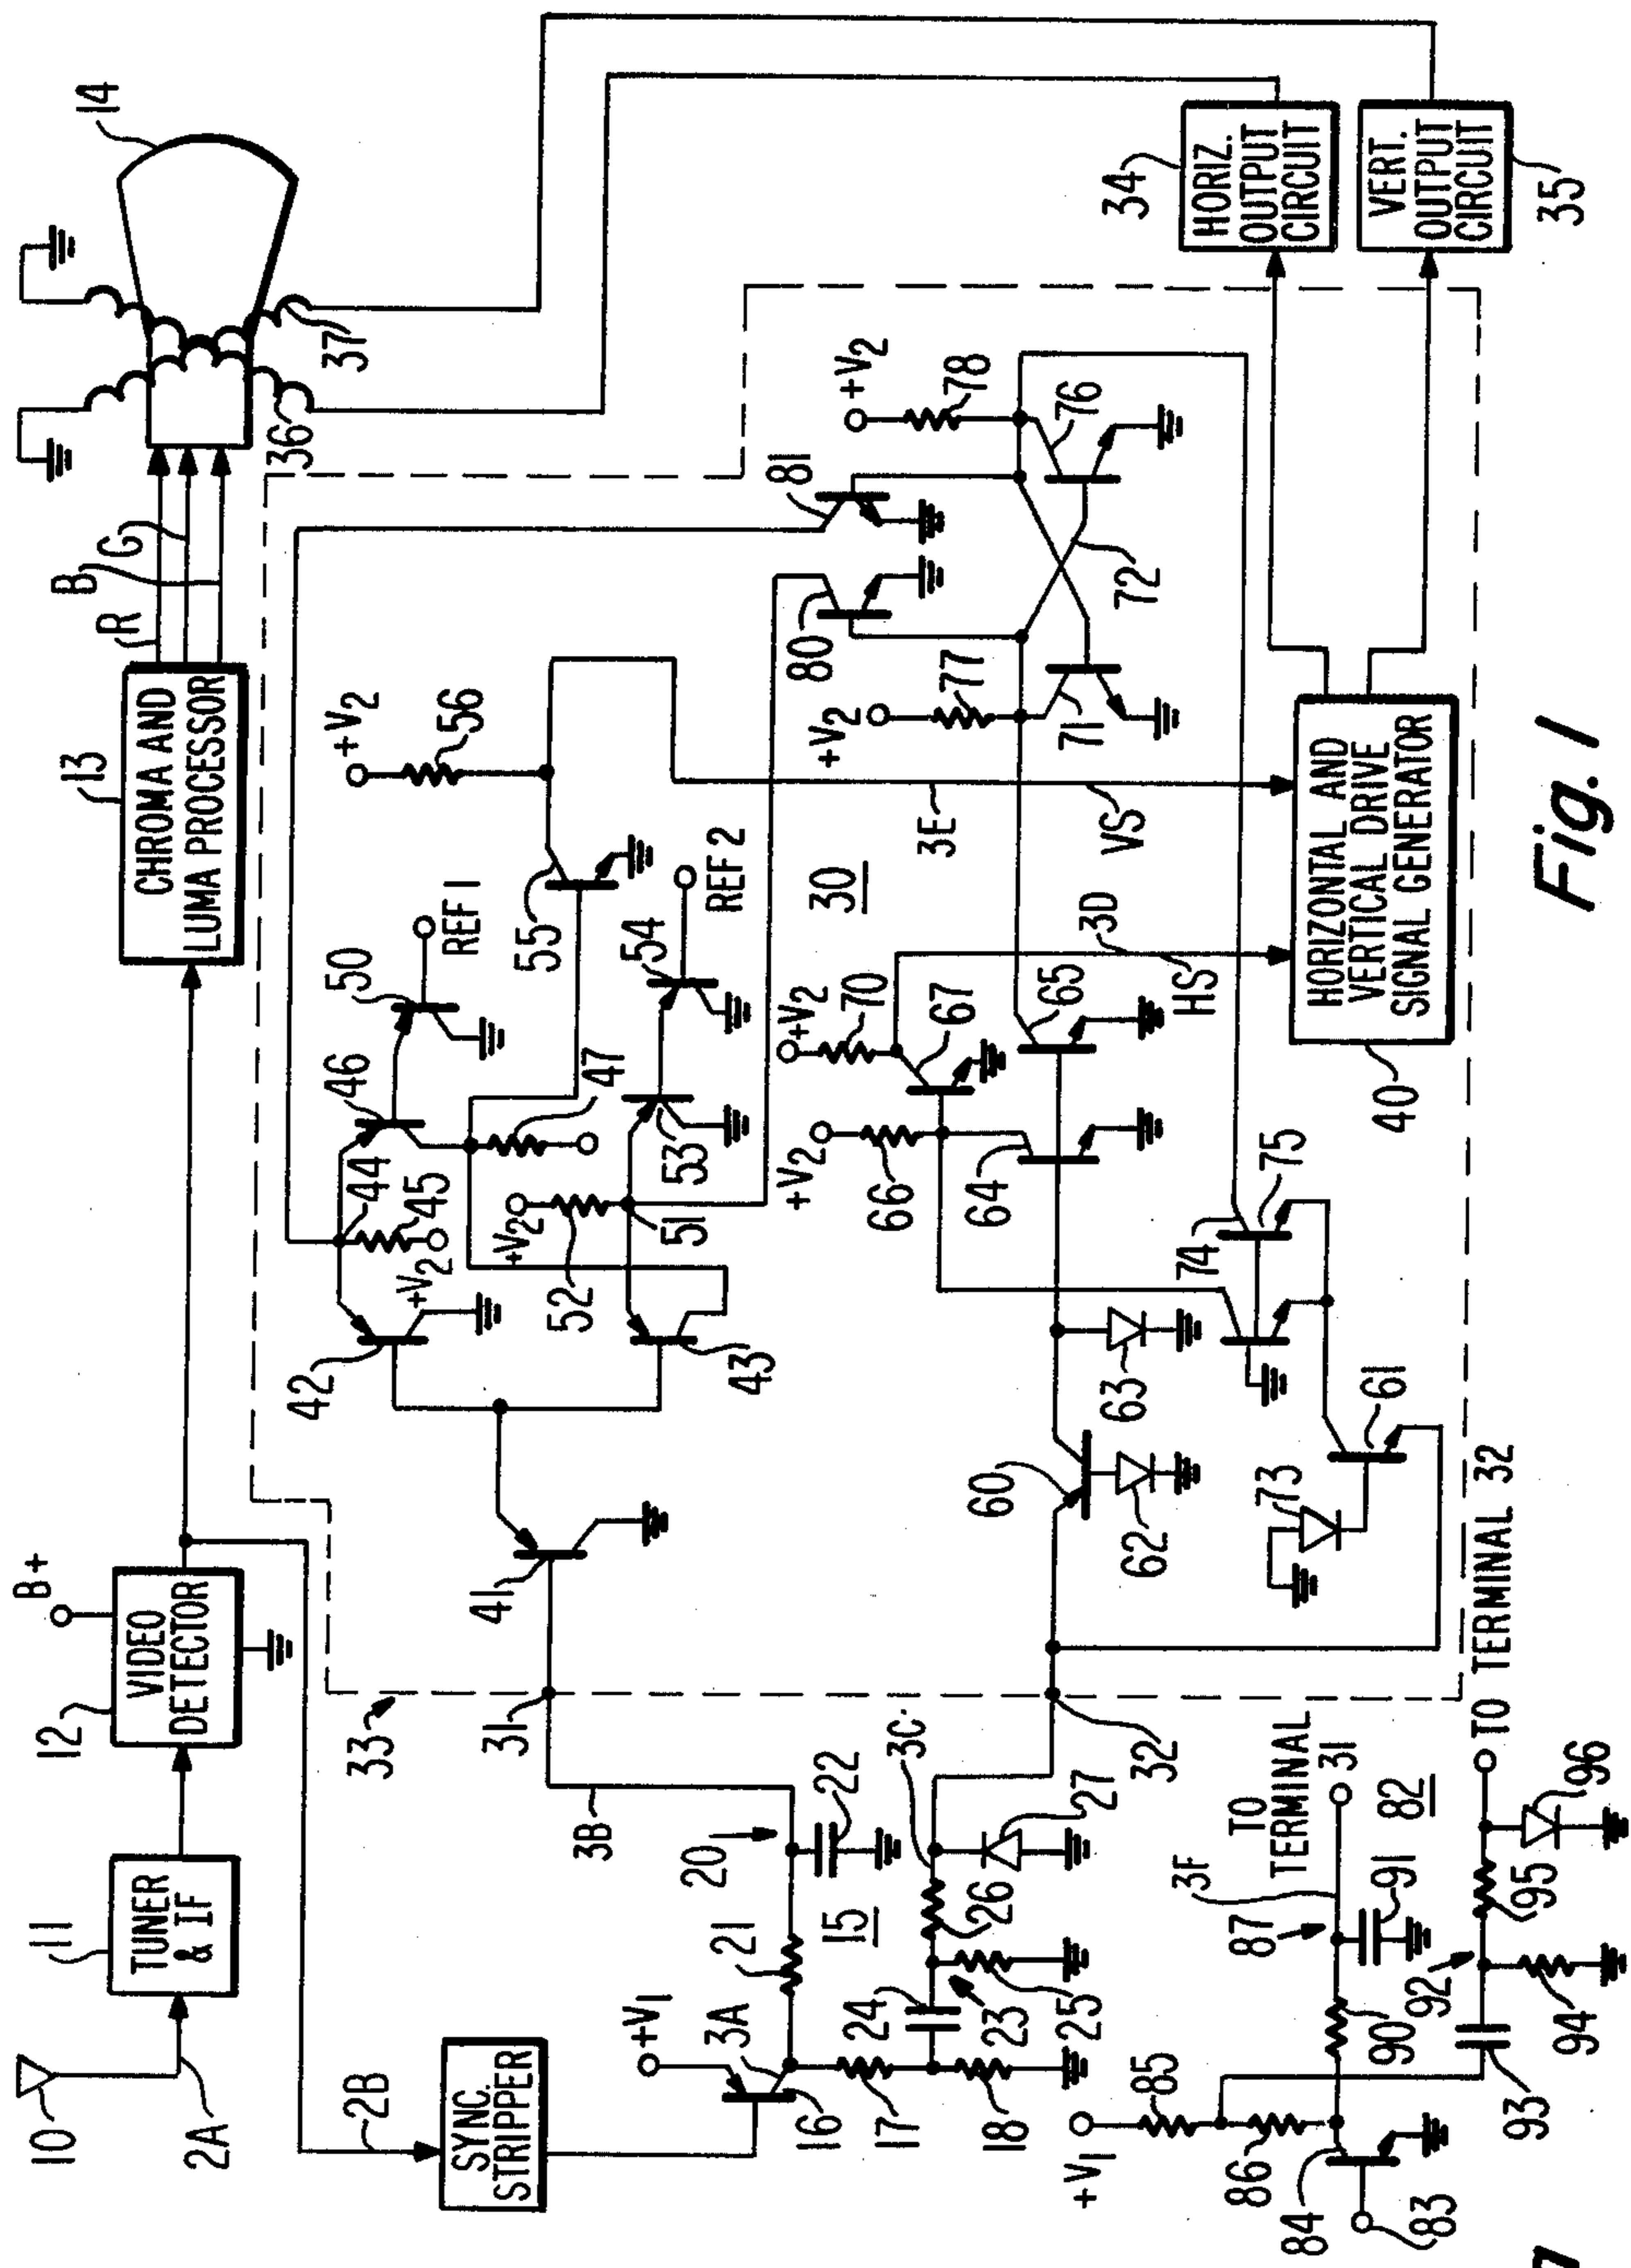 10
2A
11
TUNER
& IF
12
VIDEO
DETECTOR
B+
13
CHROMA AND
LUMA PROCESSOR
R
B
G
14
36
37
2B
SYNC.
STRIPPER
33
31
3B
41
42
+V2
44
45
46
50
REF 1
47
+V2
56
55
+V2
52
51
43
53
54
REF 2
81
80
+V1
3A
16
17
18
21
20
22
15
24
23
25
26
3C
27
32
60
62
63
+V2
66
64
+V2
70
67
65
30
3E
VS
3D
HS
+V2
77
71
72
+V2
78
76
73
61
74
75
40
HORIZONTAL AND
VERTICAL DRIVE
SIGNAL GENERATOR
34
HORIZ.
OUTPUT
CIRCUIT
VERT.
OUTPUT
CIRCUIT
35
+V1
85
86
84
83
90
87
3F
91
TO
TERMINAL
31
82
92
93
94
95
96
TO TERMINAL 32
Fig. 1